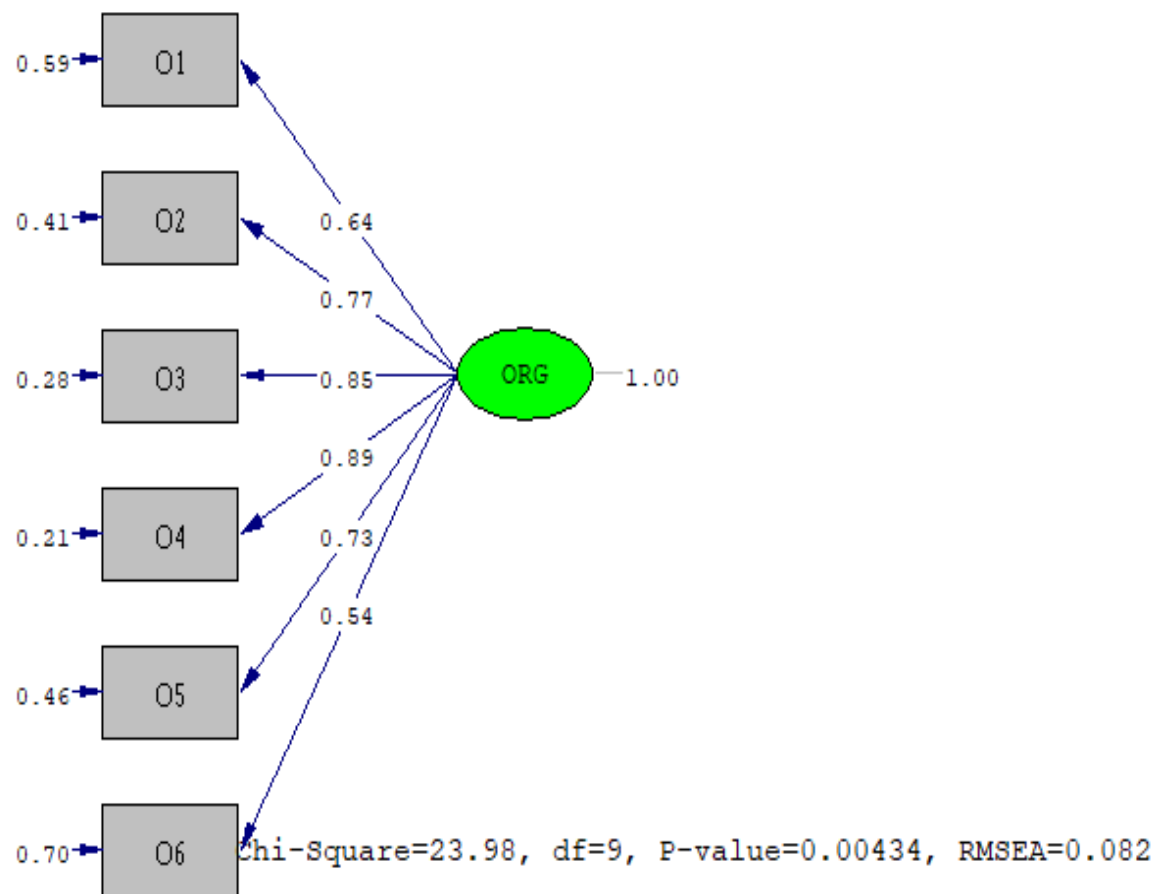 0.59 O1
0.41 O2 0.64
0.77
0.28 O3 0.85 ORG 1.00
0.89
0.21 O4 0.73
0.54
0.46 O5
0.70 O6 Chi-Square=23.98, df=9, P-value=0.00434, RMSEA=0.082